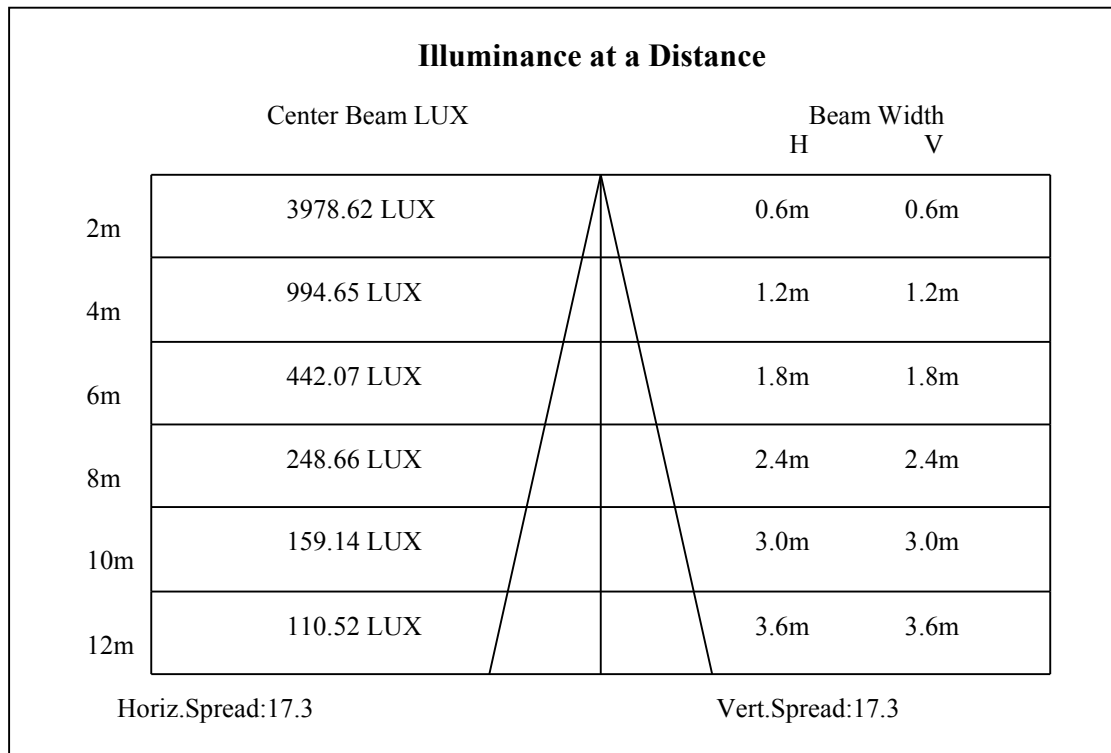 Illuminance at a Distance
Center Beam LUX Beam Width
H V
2m 3978.62 LUX 0.6m 0.6m
4m 994.65 LUX 1.2m 1.2m
6m 442.07 LUX 1.8m 1.8m
8m 248.66 LUX 2.4m 2.4m
10m 159.14 LUX 3.0m 3.0m
12m 110.52 LUX 3.6m 3.6m
Horiz.Spread:17.3 Vert.Spread:17.3